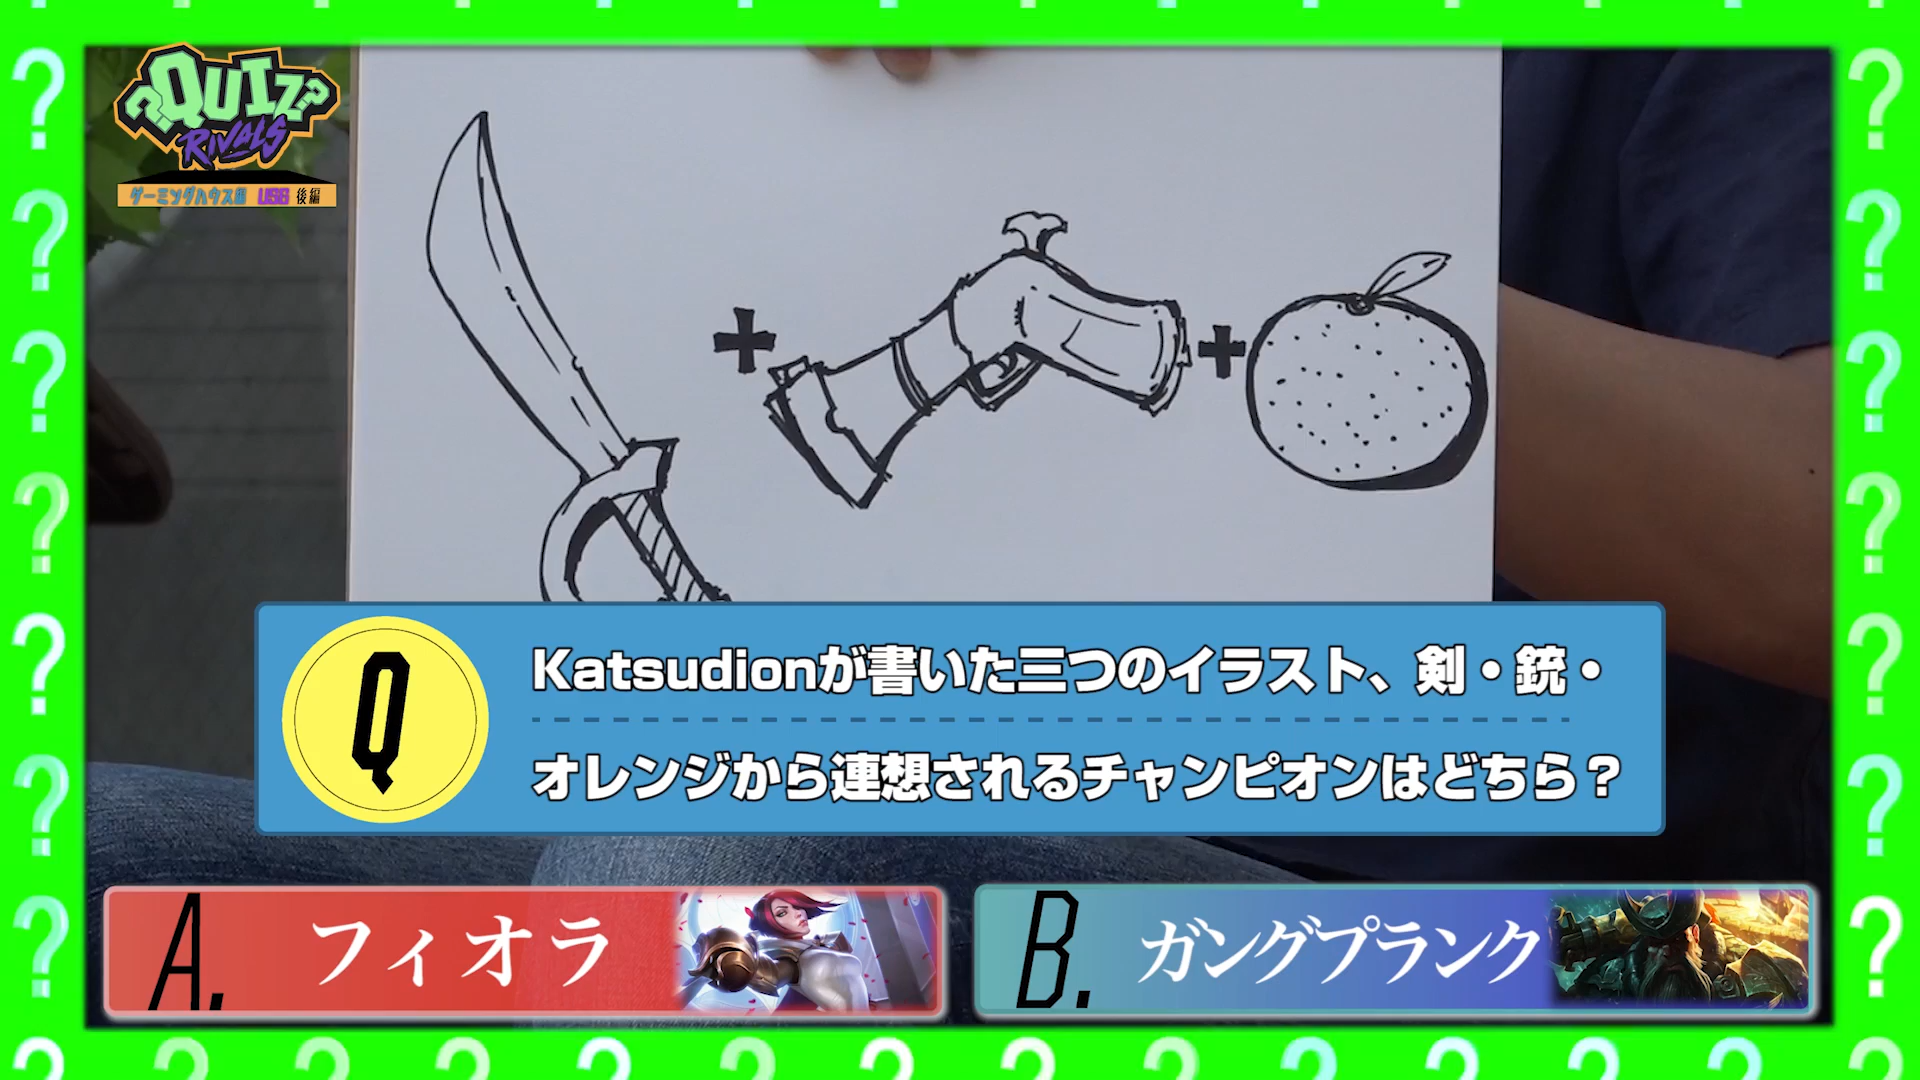 ?QUIZ?
RIVALS
ゲーミングハウス編 USG 後編
Q
Katsudionが書いた三つのイラスト、剣・銃・
オレンジから連想されるチャンピオンはどちら？
A. フィオラ
B. ガングプランク